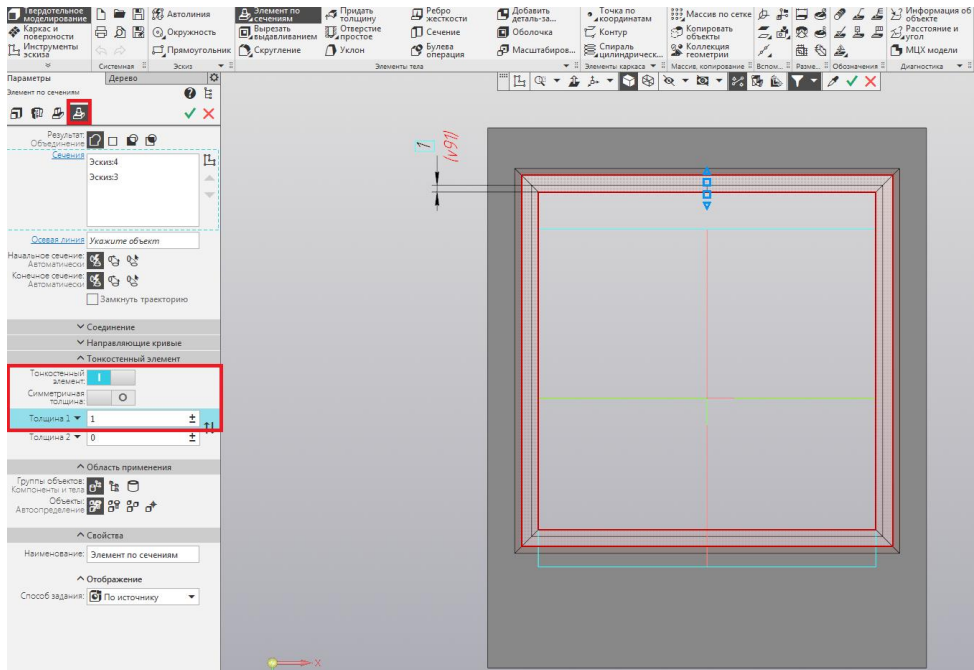 Твердотельное моделирование
Каркас и поверхности
Инструменты эскиза
Автолиния
Окружность
Прямоугольник
Системная
Эскиз
Элемент по сечениям
Вырезать выдавливанием
Скругление
Придать толщину
Отверстие простое
Уклон
Ребро жесткости
Сечение
Булева операция
Добавить деталь-за...
Оболочка
Масштабиров...
Элементы тела
Точка по координатам
Контур
Спираль цилиндрическ...
Элементы каркаса
Массив по сетке
Копировать объекты
Коллекция геометрии
Массив, копирование
Вспом...
Разме...
Обозначения
Информация об объекте
Расстояние и угол
МЦХ модели
Диагностика
Параметры
Дерево
Элемент по сечениям
Результат:
Объединение
Сечения
Эскиз:4
Эскиз:3
Осевая линия
Укажите объект
Начальное сечение:
Автоматически
Конечное сечение:
Автоматически
Замкнуть траекторию
Соединение
Направляющие кривые
Тонкостенный элемент
Тонкостенный элемент:
I
Симметричная толщина:
O
Толщина 1
1
Толщина 2
0
Область применения
Группы объектов:
Компоненты и тела
Объекты:
Автоопределение
Свойства
Наименование:
Элемент по сечениям
Отображение
Способ задания:
По источнику
1
X